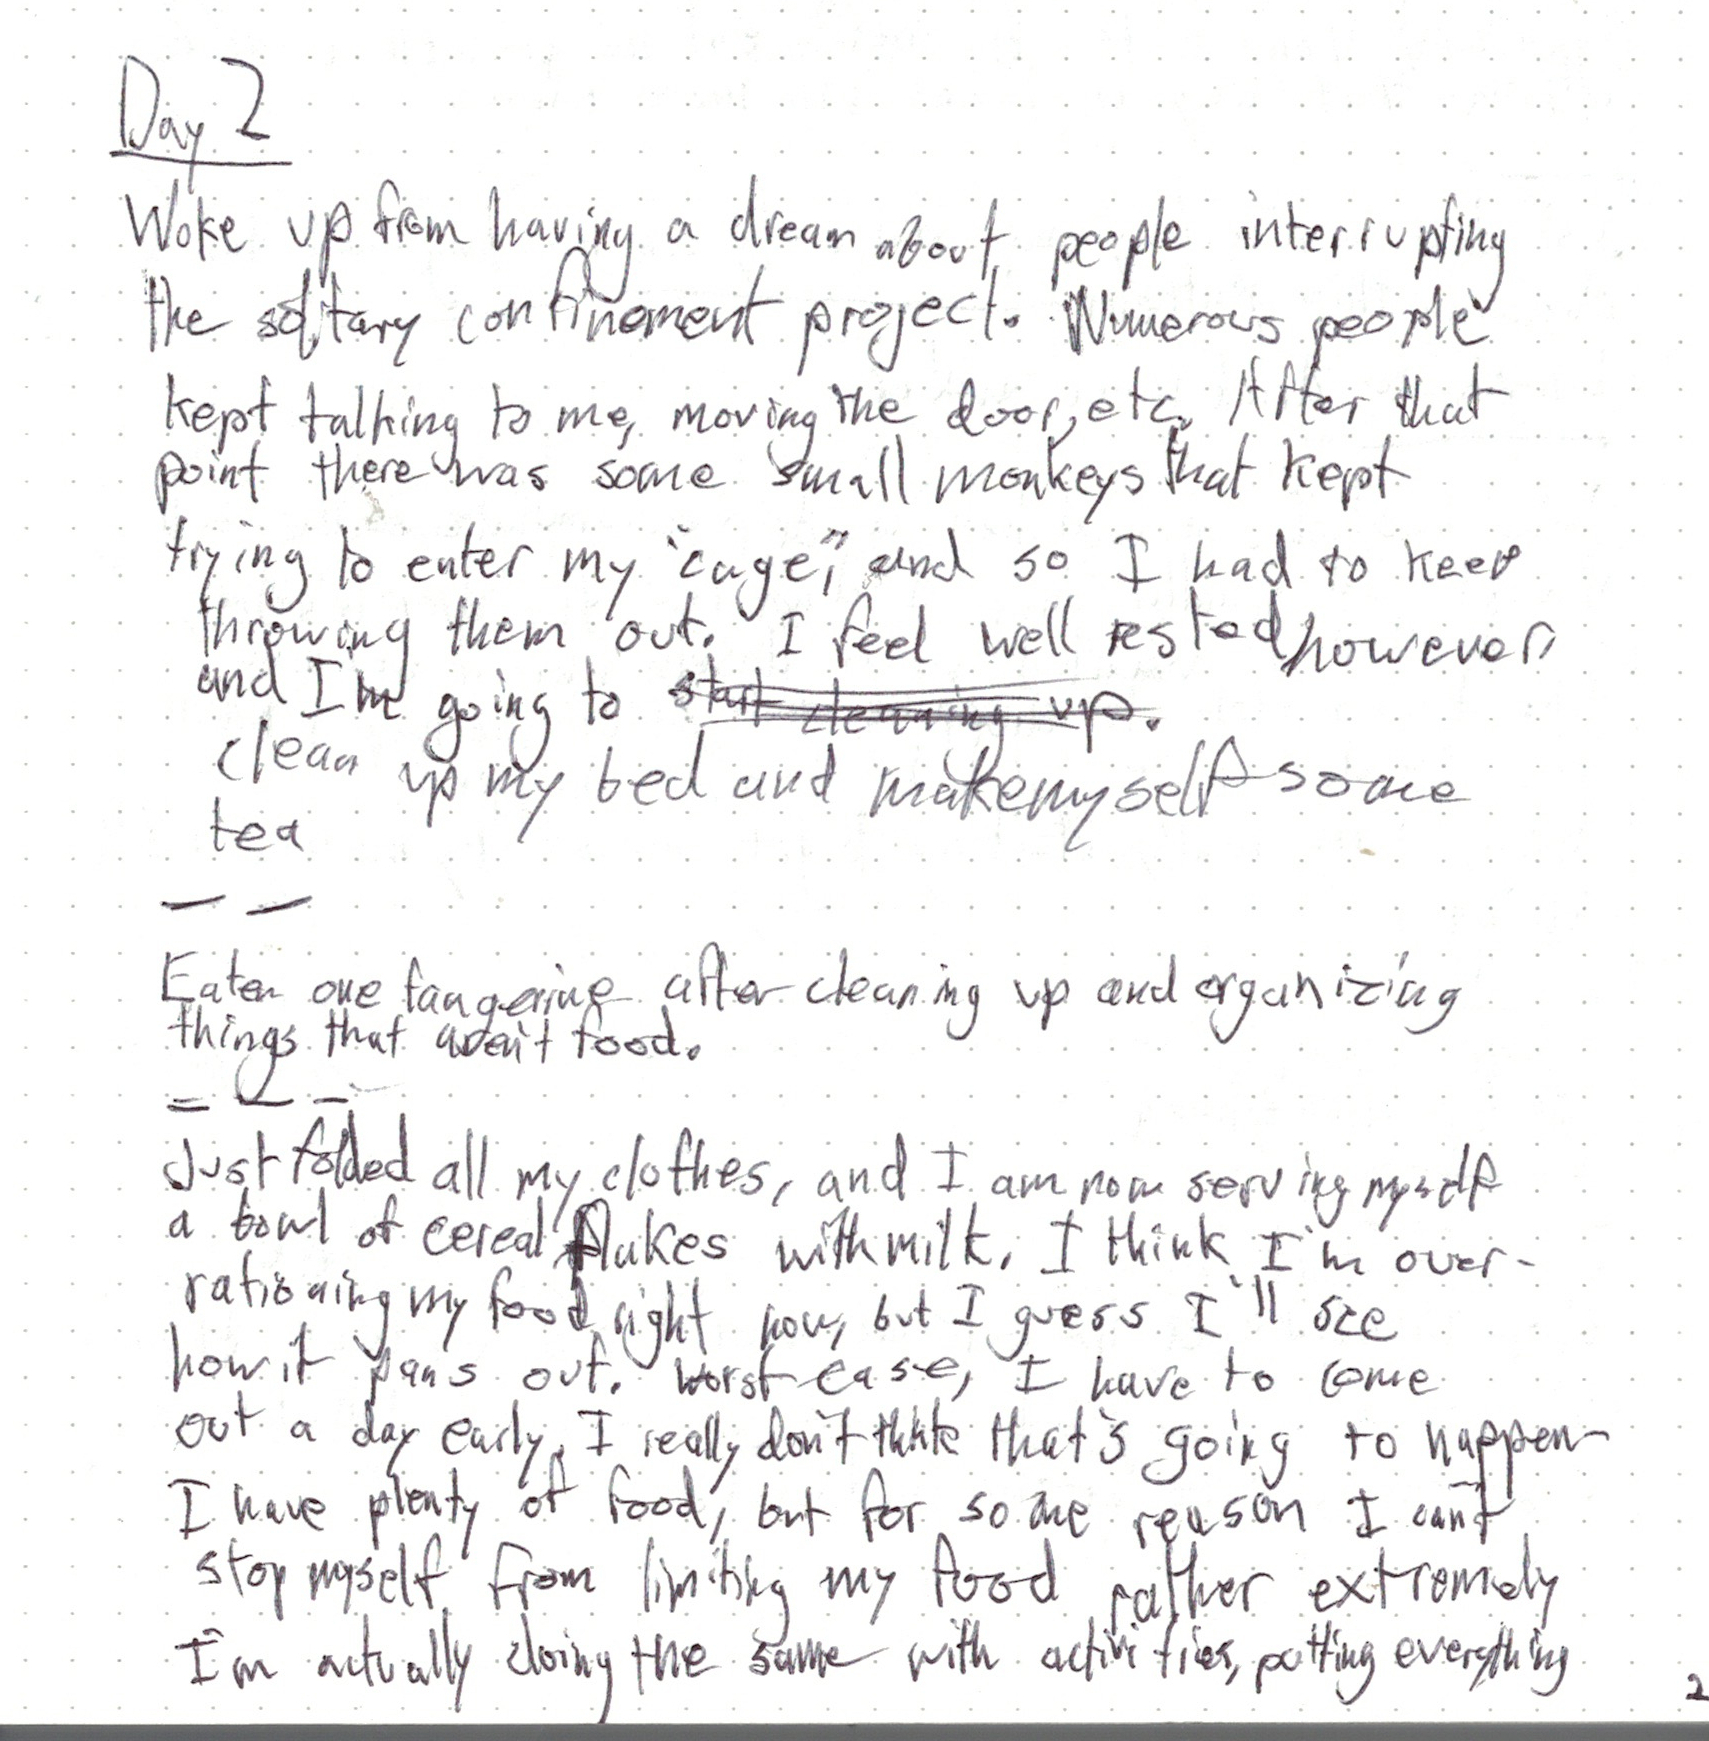 Day 2
Woke up from having a dream about people interrupting
the solitary confinement project. Numerous people
kept talking to me, moving the door, etc. After that
point there was some small monkeys that kept
trying to enter my "cage", and so I had to keep
throwing them out. I feel well rested however,
and I'm going to start cleaning up.
clean up my bed and make myself some
tea
— —
Eaten one tangerine after cleaning up and organizing
things that aren't food.
= — –
Just folded all my clothes, and I am now serving myself
a bowl of cereal flakes with milk. I think I'm over-
rationing my food right now, but I guess I'll see
how it pans out. Worst case, I have to come
out a day early. I really don't think that's going to happen—
I have plenty of food, but for some reason I can't
stop myself from limiting my food rather extremely
I'm actually doing the same with activities, putting everything
2